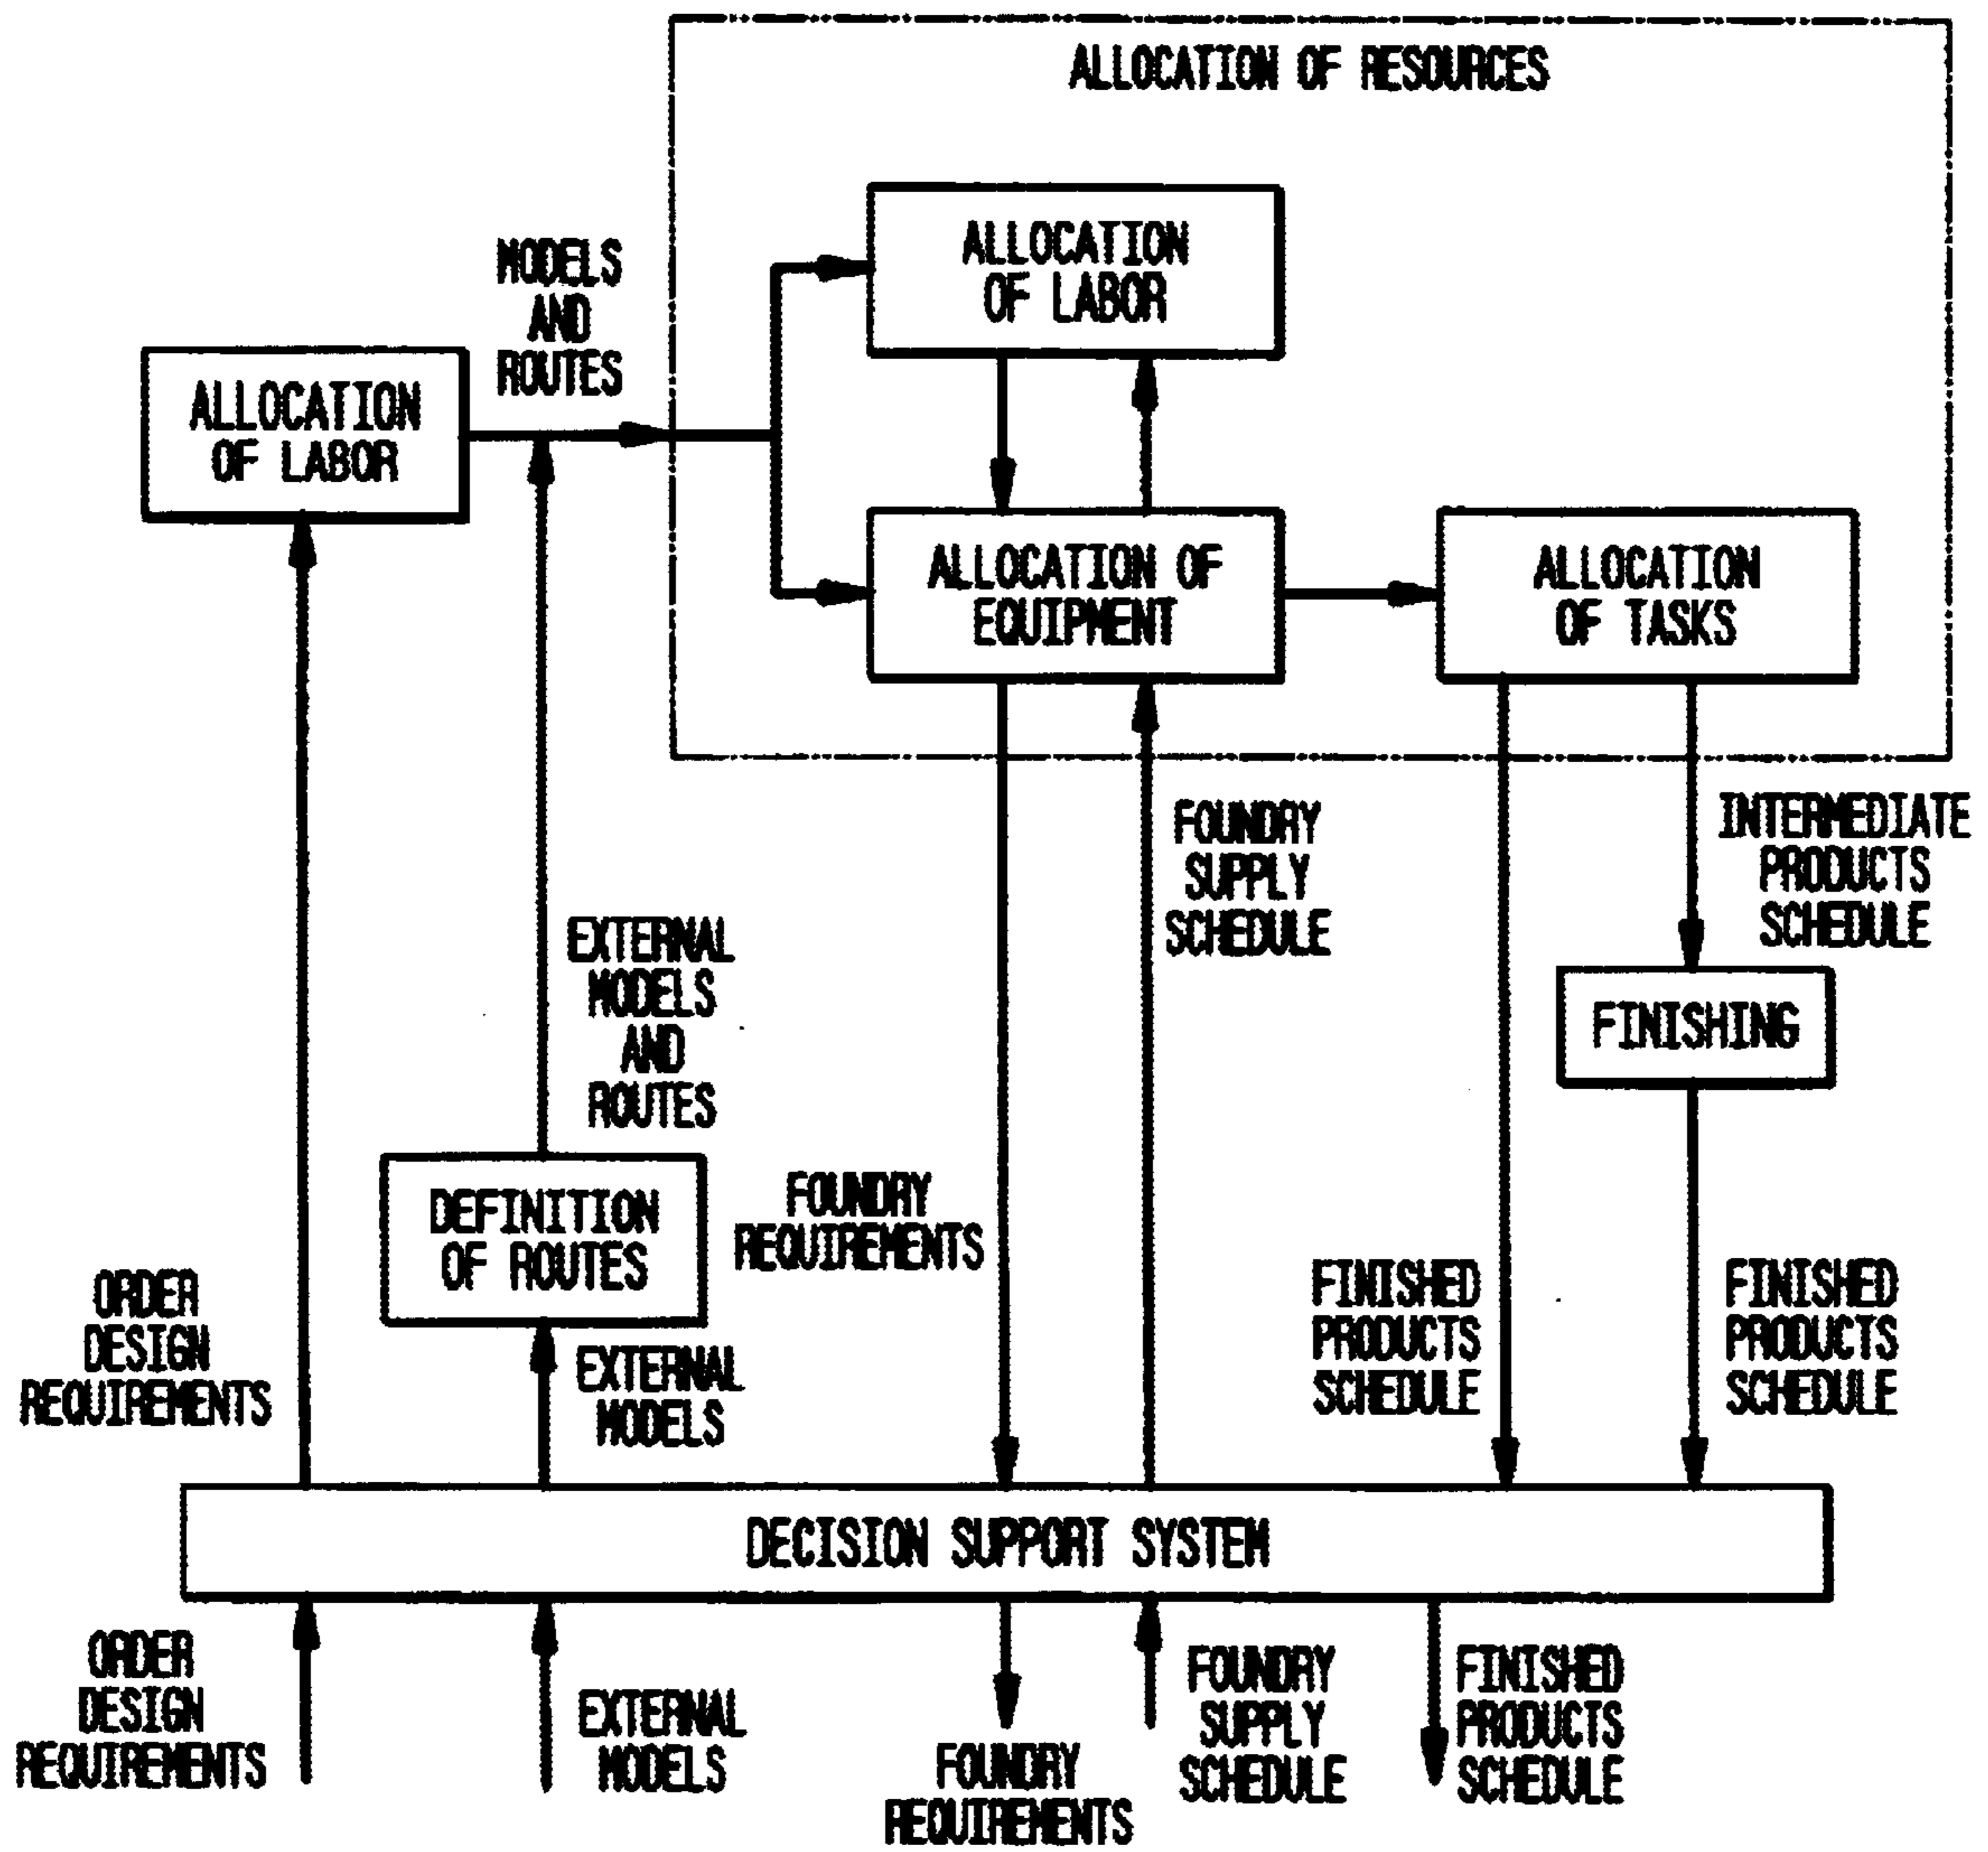 ALLOCATION OF RESOURCES
ALLOCATION
OF LABOR
MODELS
AND
ROUTES
ALLOCATION
OF LABOR
ALLOCATION OF
EQUIPMENT
ALLOCATION
OF TASKS
FOUNDRY
SUPPLY
SCHEDULE
INTERMEDIATE
PRODUCTS
SCHEDULE
EXTERNAL
MODELS
AND
ROUTES
FINISHING
DEFINITION
OF ROUTES
FOUNDRY
REQUIREMENTS
ORDER
DESIGN
REQUIREMENTS
EXTERNAL
MODELS
FINISHED
PRODUCTS
SCHEDULE
FINISHED
PRODUCTS
SCHEDULE
DECISION SUPPORT SYSTEM
ORDER
DESIGN
REQUIREMENTS
EXTERNAL
MODELS
FOUNDRY
REQUIREMENTS
FOUNDRY
SUPPLY
SCHEDULE
FINISHED
PRODUCTS
SCHEDULE